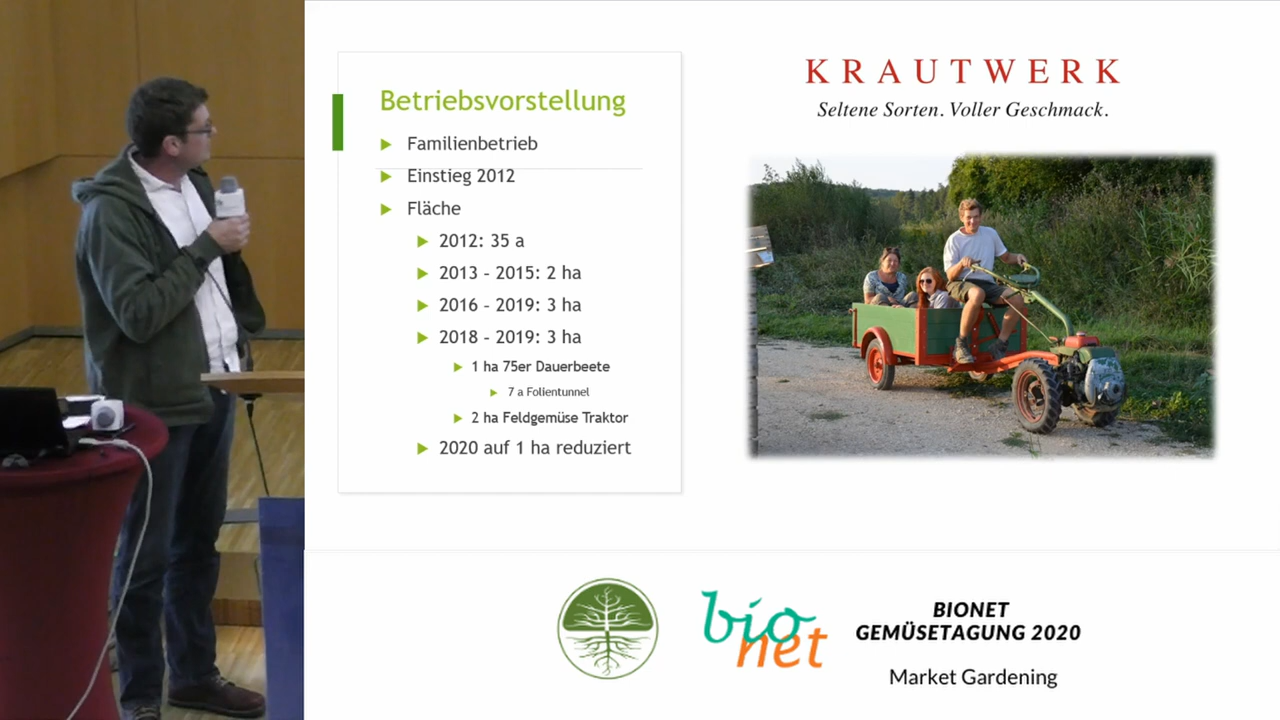 Betriebsvorstellung
Familienbetrieb
Einstieg 2012
Fläche
2012: 35 a
2013 - 2015: 2 ha
2016 - 2019: 3 ha
2018 - 2019: 3 ha
1 ha 75er Dauerbeete
7 a Folientunnel
2 ha Feldgemüse Traktor
2020 auf 1 ha reduziert
KRAUTWERK
Seltene Sorten. Voller Geschmack.
bio
net
BIONET
GEMÜSETAGUNG 2020
Market Gardening